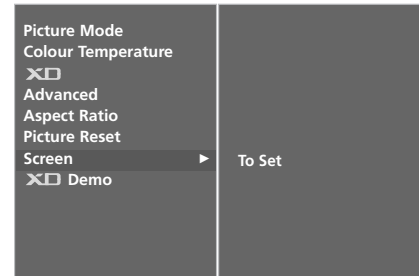 Picture Mode
Colour Temperature
XD
Advanced
Aspect Ratio
Picture Reset
Screen ► To Set
XD Demo